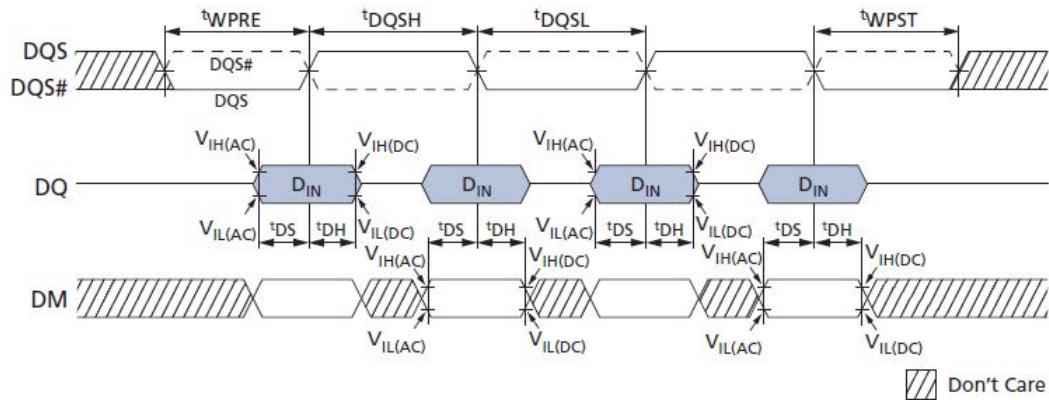 tWPRE tDQSH tDQSL tWPST
DQS
DQS#
DQS#
DQS
VIH(AC) VIH(DC) VIH(AC) VIH(DC)
DQ DIN DIN DIN DIN
VIL(AC) tDS tDH VIL(DC) tDS tDH VIL(AC) tDS tDH VIL(DC) tDS tDH
VIH(AC) VIH(DC) VIH(AC) VIH(DC)
DM
VIL(AC) VIL(DC) VIL(AC) VIL(DC)
Don't Care